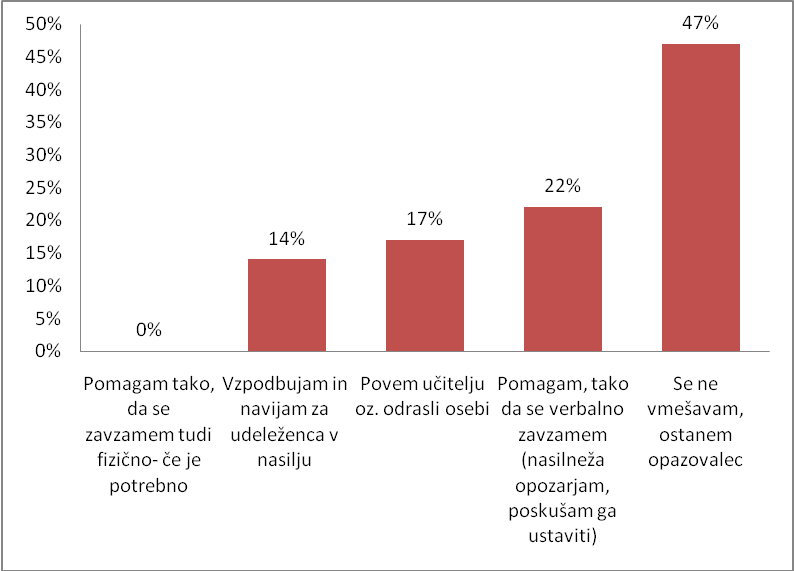 50%
45%
40%
35%
30%
25%
20%
15%
10%
5%
0%
0%
14%
17%
22%
47%
Pomagam tako,
da se
zavzamem tudi
fizično- če je
potrebno
Vzpodbujam in
navijam za
udeleženca v
nasilju
Povem učitelju
oz. odrasli osebi
Pomagam, tako
da se verbalno
zavzamem
(nasilneža
opozarjam,
poskušam ga
ustaviti)
Se ne
vmešavam,
ostanem
opazovalec